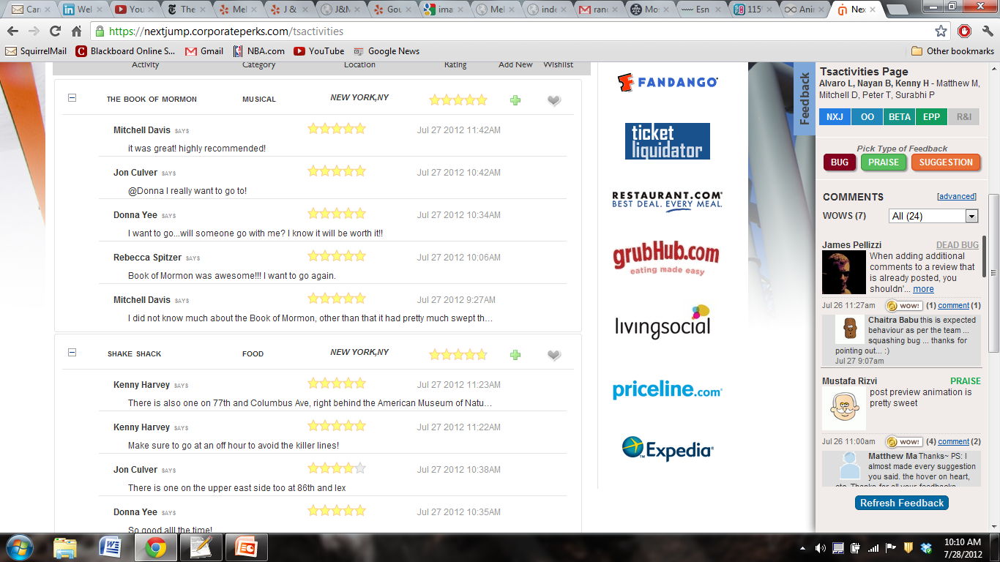 Carr
Wel
You
The
Mel
J &
J&M
Gou
ima
Mel
inde
rand
Mos
Esn
115
Ani
Nex
https://nextjump.corporateperks.com/tsactivities
SquirrelMail
Blackboard Online S...
Gmail
NBA.com
YouTube
Google News
Other bookmarks
Activity Category Location Rating Add New Wishlist
THE BOOK OF MORMON MUSICAL NEW YORK,NY
Mitchell Davis SAYS Jul 27 2012 11:42AM
it was great! highly recommended!
Jon Culver SAYS Jul 27 2012 10:42AM
@Donna I really want to go to!
Donna Yee SAYS Jul 27 2012 10:34AM
I want to go...will someone go with me? I know it will be worth it!!
Rebecca Spitzer SAYS Jul 27 2012 10:06AM
Book of Mormon was awesome!!! I want to go again.
Mitchell Davis SAYS Jul 27 2012 9:27AM
I did not know much about the Book of Mormon, other than that it had pretty much swept th...
SHAKE SHACK FOOD NEW YORK,NY
Kenny Harvey SAYS Jul 27 2012 11:23AM
There is also one on 77th and Columbus Ave, right behind the American Museum of Natu...
Kenny Harvey SAYS Jul 27 2012 11:22AM
Make sure to go at an off hour to avoid the killer lines!
Jon Culver SAYS Jul 27 2012 10:38AM
There is one on the upper east side too at 86th and lex
Donna Yee SAYS Jul 27 2012 10:35AM
So good alll the time!
FANDANGO
ticket
liquidator
RESTAURANT.COM
BEST DEAL. EVERY MEAL.
grubHub.com
eating made easy
livingsocial
priceline.com
Expedia
Feedback
Tsactivities Page
Alvaro L, Nayan B, Kenny H - Matthew M,
Mitchell D, Peter T, Surabhi P
NXJ OO BETA EPP R&I
Pick Type of Feedback
BUG PRAISE SUGGESTION
COMMENTS [advanced]
WOWS (7) All (24)
James Pellizzi DEAD BUG
When adding additional
comments to a review that
is already posted, you
shouldn'... more
Jul 26 11:27am wow! (1) comment (1)
Chaitra Babu this is expected
behaviour as per the team ...
squashing bug ... thanks for
pointing out... :)
Jul 27 9:07am
Mustafa Rizvi PRAISE
post preview animation is
pretty sweet
Jul 26 11:00am wow! (4) comment (2)
Matthew Ma Thanks~ PS: I
almost made every suggestion
you said. the hover on heart,
etc. Thanks for all your feedbacks
Refresh Feedback
10:10 AM
7/28/2012